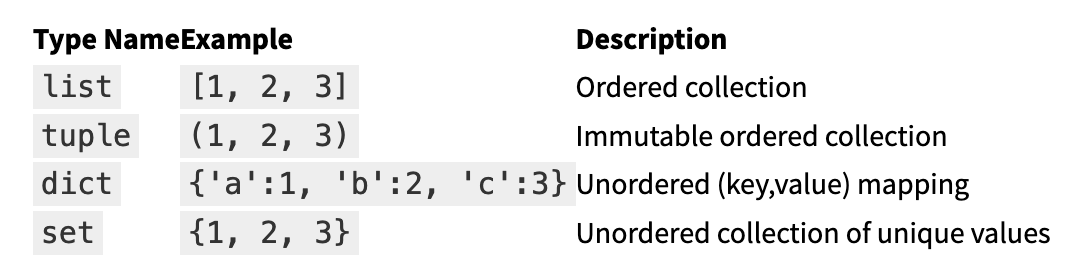 Type Name Example Description
list [1, 2, 3] Ordered collection
tuple (1, 2, 3) Immutable ordered collection
dict {'a':1, 'b':2, 'c':3} Unordered (key,value) mapping
set {1, 2, 3} Unordered collection of unique values